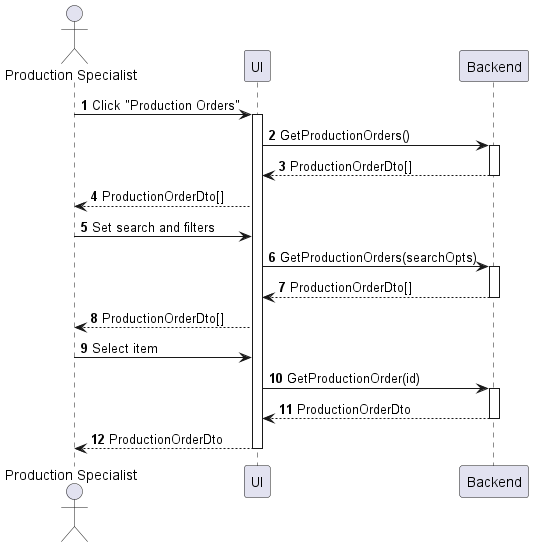 Production Specialist
UI
Backend
1 Click "Production Orders"
2 GetProductionOrders()
3 ProductionOrderDto[]
4 ProductionOrderDto[]
5 Set search and filters
6 GetProductionOrders(searchOpts)
7 ProductionOrderDto[]
8 ProductionOrderDto[]
9 Select item
10 GetProductionOrder(id)
11 ProductionOrderDto
12 ProductionOrderDto
Production Specialist
UI
Backend